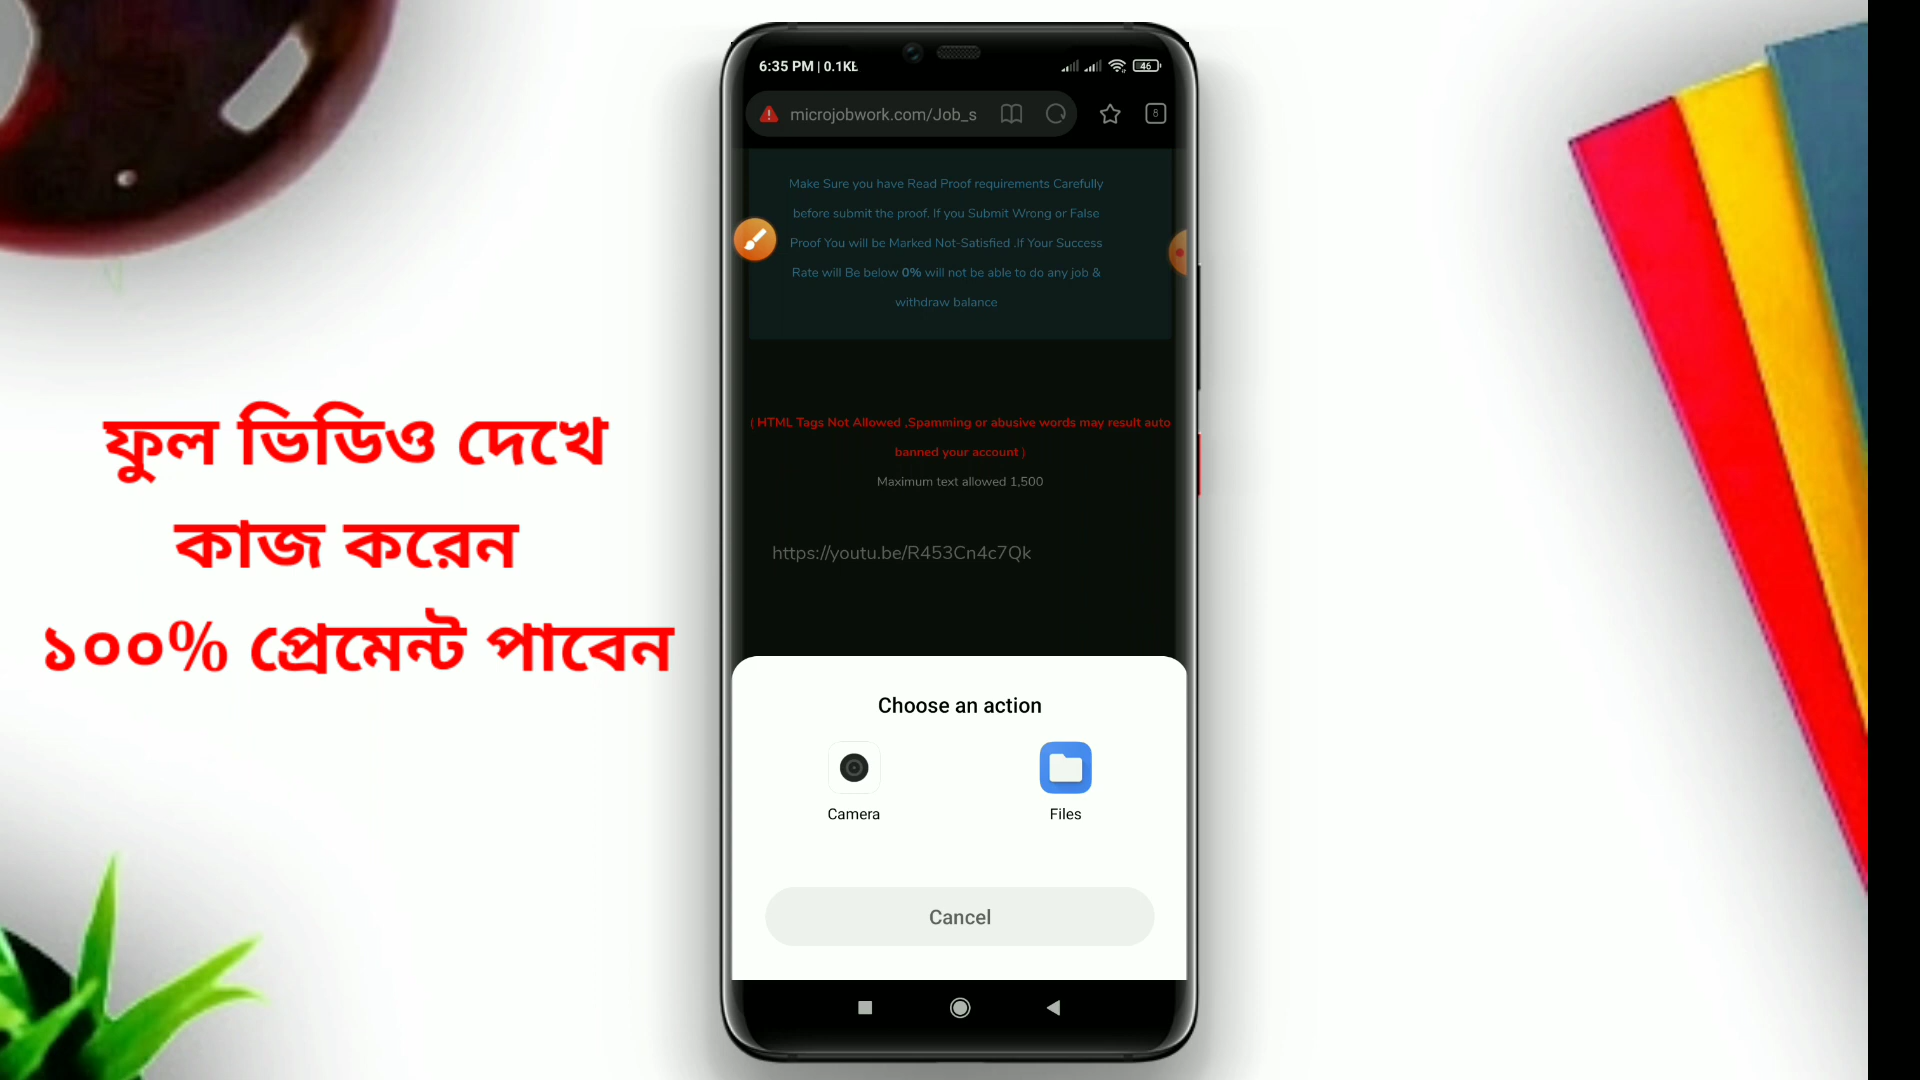 6:35 PM | 0.1KE
46
microjobwork.com/Job_s
8
Make Sure you have Read Proof requirements Carefully
before submit the proof. If you Submit Wrong or False
Proof You will be Marked Not-Satisfied .If Your Success
Rate will Be below 0% will not be able to do any job &
withdraw balance
( HTML Tags Not Allowed ,Spamming or abusive words may result auto
banned your account )
Maximum text allowed 1,500
https://youtu.be/R453Cn4c7Qk
ফুল ভিডিও দেখে
কাজ করেন
১০০% প্রেমেন্ট পাবেন
Choose an action
Camera
Files
Cancel